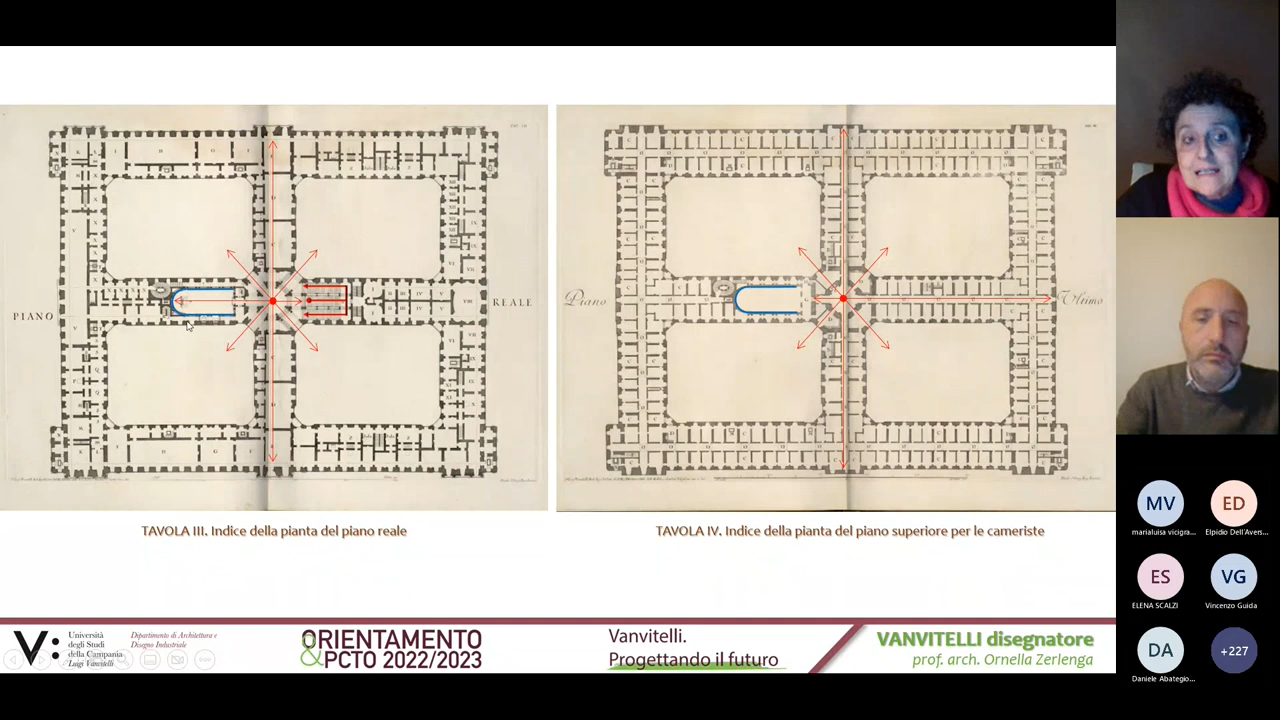 PIANO
REALE
Piano
Ultimo
TAVOLA III. Indice della pianta del piano reale
TAVOLA IV. Indice della pianta del piano superiore per le cameriste
V:
Università
degli Studi
della Campania
Luigi Vanvitelli
Dipartimento di Architettura e
Disegno Industriale
ORIENTAMENTO
&PCTO 2022/2023
Vanvitelli.
Progettando il futuro
VANVITELLI disegnatore
prof. arch. Ornella Zerlenga
MV
marialuisa vicigra...
ED
Elpidio Dell'Avers...
ES
ELENA SCALZI
VG
Vincenzo Guida
DA
Daniele Abategio...
+227